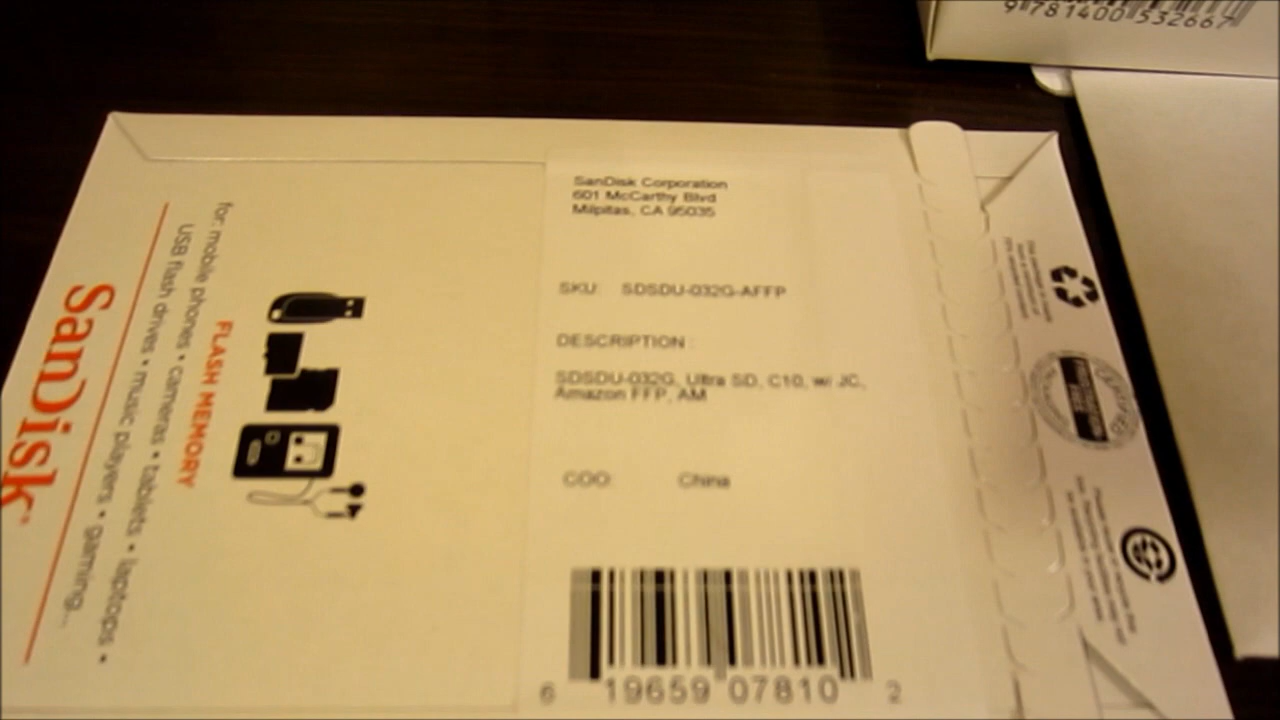 9 781400 532667
SanDisk Corporation
601 McCarthy Blvd
Milpitas, CA 95035
SKU: SDSDU-032G-AFFP
DESCRIPTION :
SDSDU-032G, Ultra SD, C10, w/ JC,
Amazon FFP, AM
COO: China
6 19659 07810 2
FLASH MEMORY
for: mobile phones • cameras • tablets • laptops •
USB flash drives • music players • gaming...
SanDisk